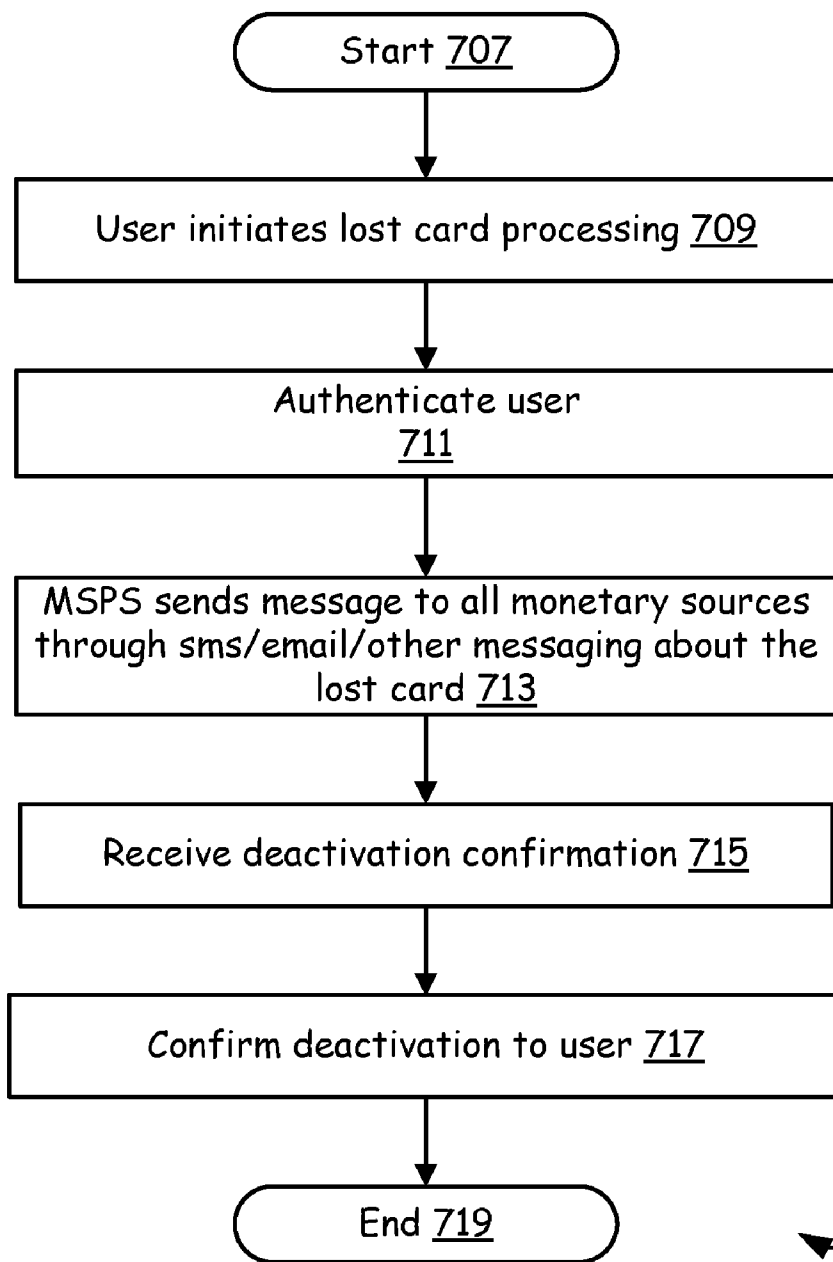 Start 707
User initiates lost card processing 709
Authenticate user
711
MSPS sends message to all monetary sources
through sms/email/other messaging about the
lost card 713
Receive deactivation confirmation 715
Confirm deactivation to user 717
End 719